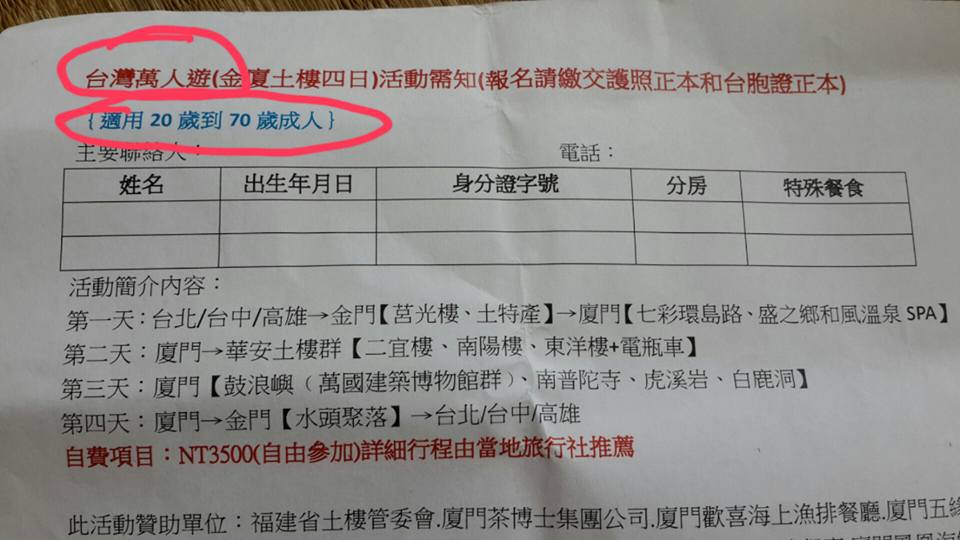 台灣萬人遊(金廈土樓四日)活動需知(報名請繳交護照正本和台胞證正本)
{適用 20 歲到 70 歲成人}
主要聯絡人： 電話：
姓名 出生年月日 身分證字號 分房 特殊餐食
活動簡介內容：
第一天：台北/台中/高雄→金門【莒光樓、土特產】→廈門【七彩環島路、盛之鄉和風溫泉 SPA】
第二天：廈門→華安土樓群【二宜樓、南陽樓、東洋樓+電瓶車】
第三天：廈門【鼓浪嶼（萬國建築博物館群）、南普陀寺、虎溪岩、白鹿洞】
第四天：廈門→金門【水頭聚落】→台北/台中/高雄
自費項目：NT3500(自由參加)詳細行程由當地旅行社推薦
此活動贊助單位：福建省土樓管委會.廈門茶博士集團公司.廈門歡喜海上漁排餐廳.廈門五緣